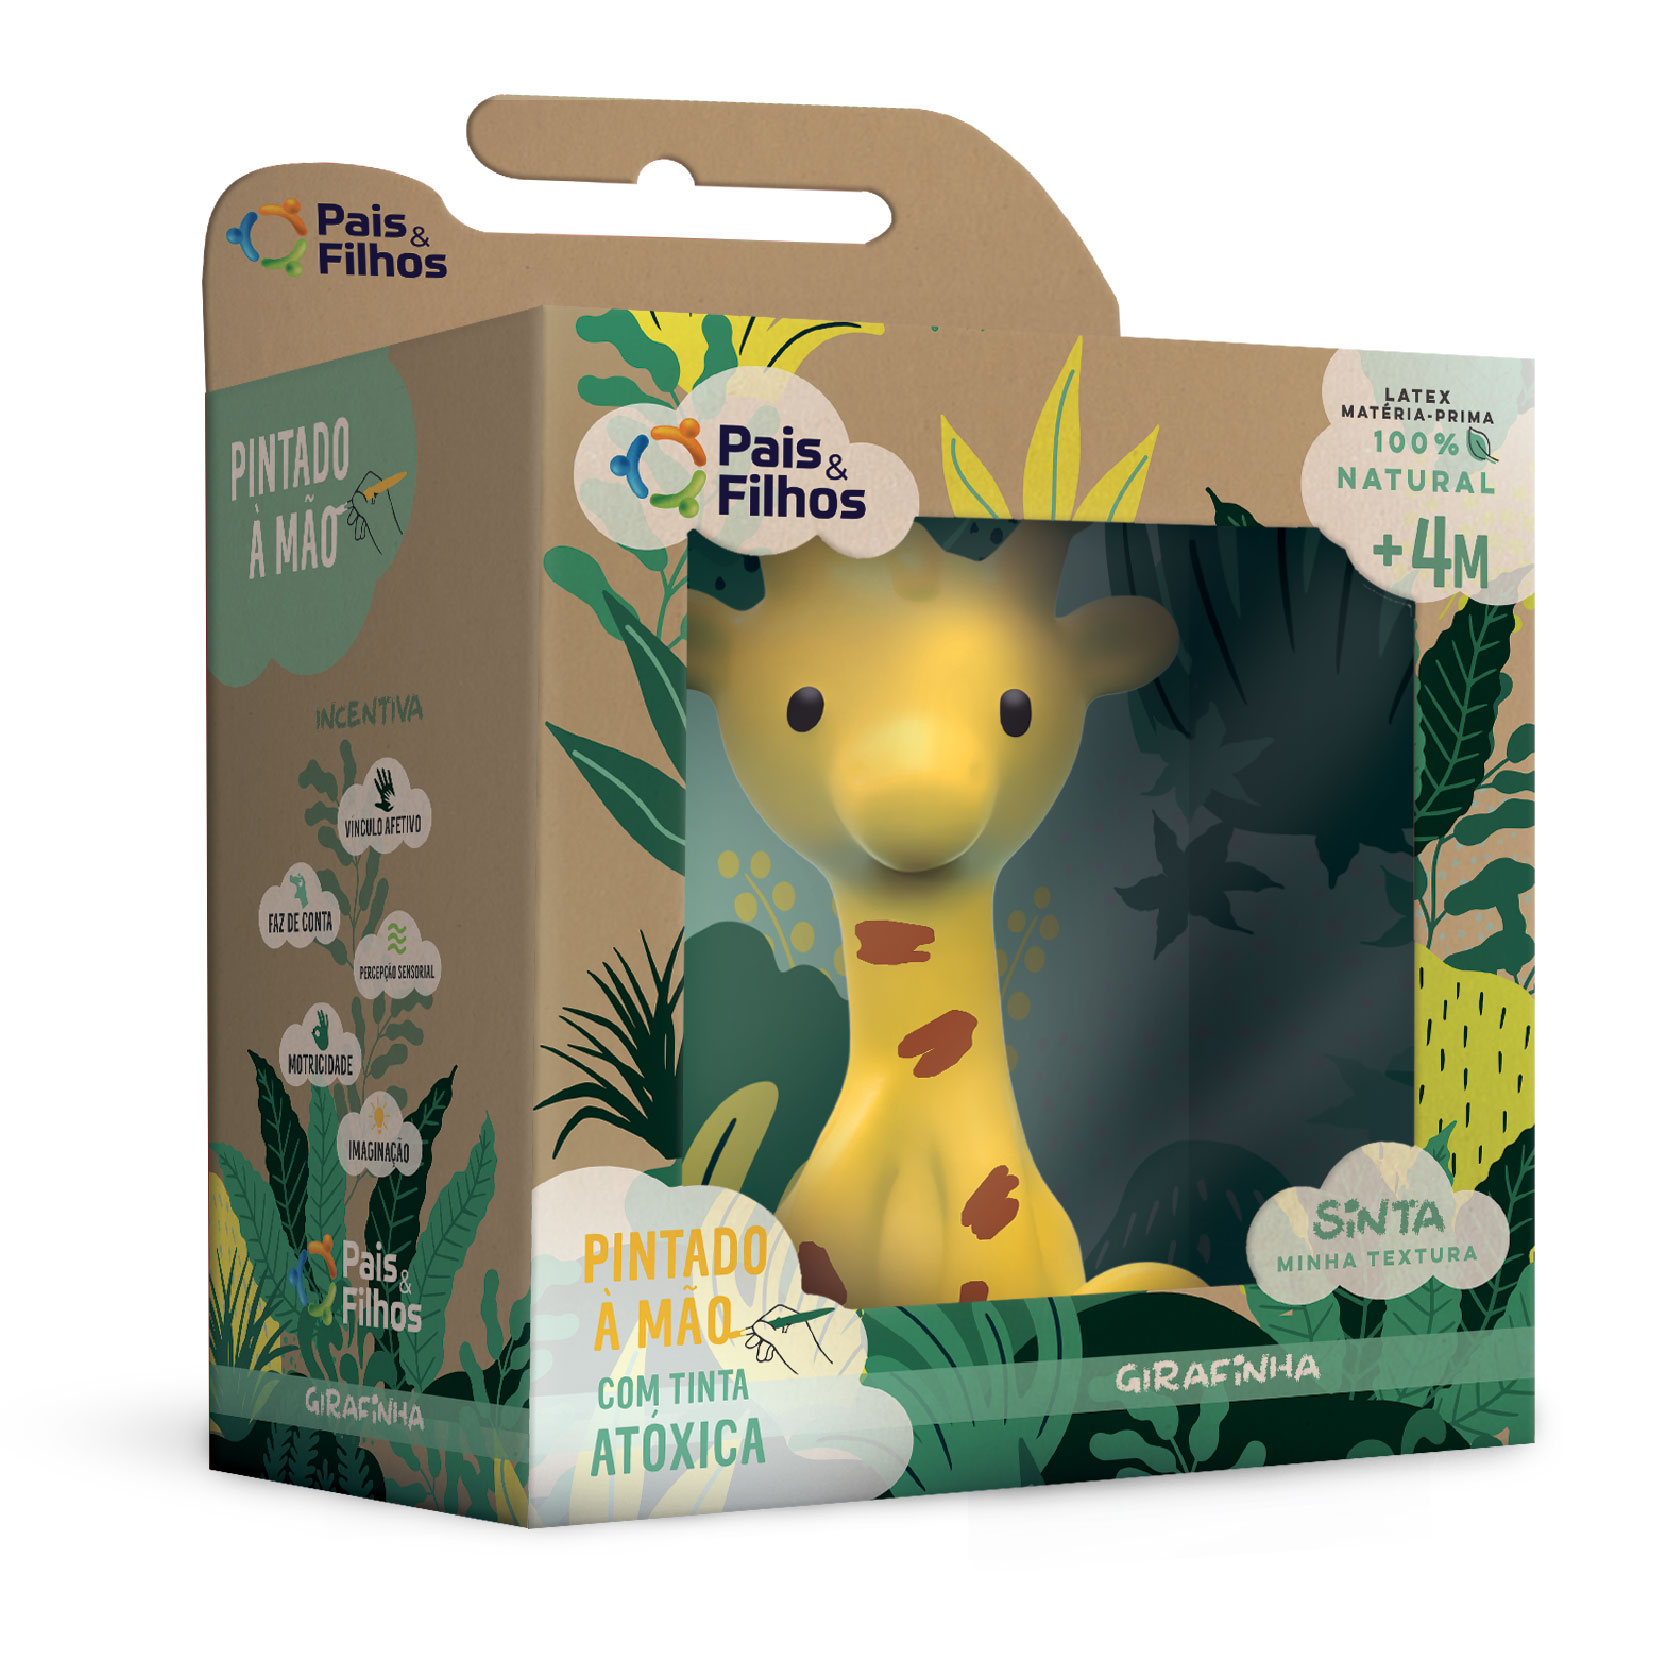 Pais &
Filhos
PINTADO
À MÃO
INCENTIVA
VÍNCULO AFETIVO
FAZ DE CONTA
PERCEPÇÃO SENSORIAL
MOTRICIDADE
IMAGINAÇÃO
Pais &
Filhos
GIRAFINHA
Pais &
Filhos
LATEX
MATÉRIA-PRIMA
100%
NATURAL
+4M
PINTADO
À MÃO
COM TINTA
ATÓXICA
SINTA
MINHA TEXTURA
GIRAFINHA